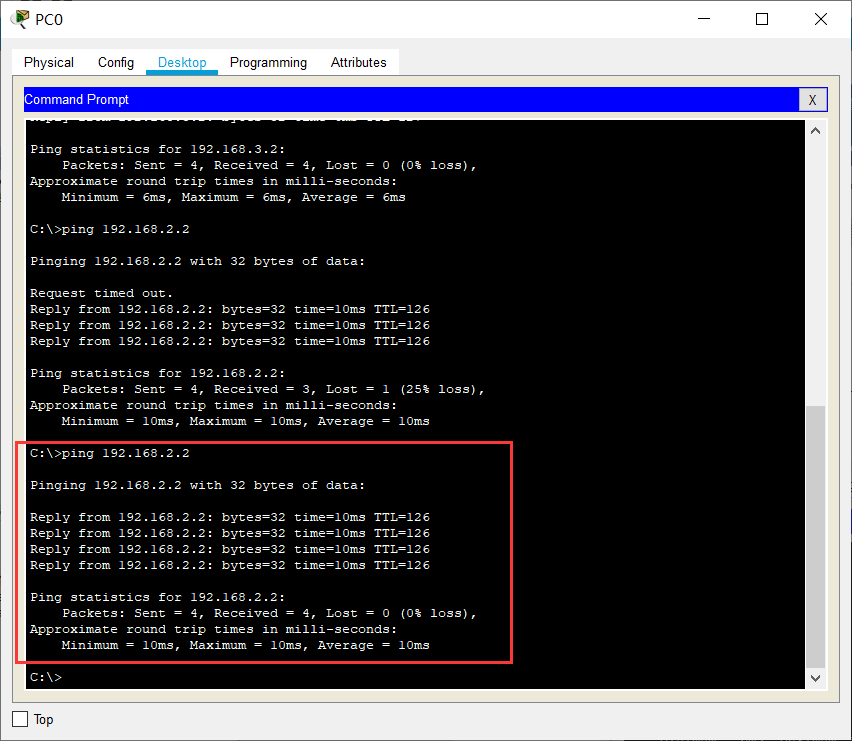 PC0
Physical Config Desktop Programming Attributes
Command Prompt X
Ping statistics for 192.168.3.2:
Packets: Sent = 4, Received = 4, Lost = 0 (0% loss),
Approximate round trip times in milli-seconds:
Minimum = 6ms, Maximum = 6ms, Average = 6ms
C:\>ping 192.168.2.2
Pinging 192.168.2.2 with 32 bytes of data:
Request timed out.
Reply from 192.168.2.2: bytes=32 time=10ms TTL=126
Reply from 192.168.2.2: bytes=32 time=10ms TTL=126
Reply from 192.168.2.2: bytes=32 time=10ms TTL=126
Ping statistics for 192.168.2.2:
Packets: Sent = 4, Received = 3, Lost = 1 (25% loss),
Approximate round trip times in milli-seconds:
Minimum = 10ms, Maximum = 10ms, Average = 10ms
C:\>ping 192.168.2.2
Pinging 192.168.2.2 with 32 bytes of data:
Reply from 192.168.2.2: bytes=32 time=10ms TTL=126
Reply from 192.168.2.2: bytes=32 time=10ms TTL=126
Reply from 192.168.2.2: bytes=32 time=10ms TTL=126
Reply from 192.168.2.2: bytes=32 time=10ms TTL=126
Ping statistics for 192.168.2.2:
Packets: Sent = 4, Received = 4, Lost = 0 (0% loss),
Approximate round trip times in milli-seconds:
Minimum = 10ms, Maximum = 10ms, Average = 10ms
C:\>
Top